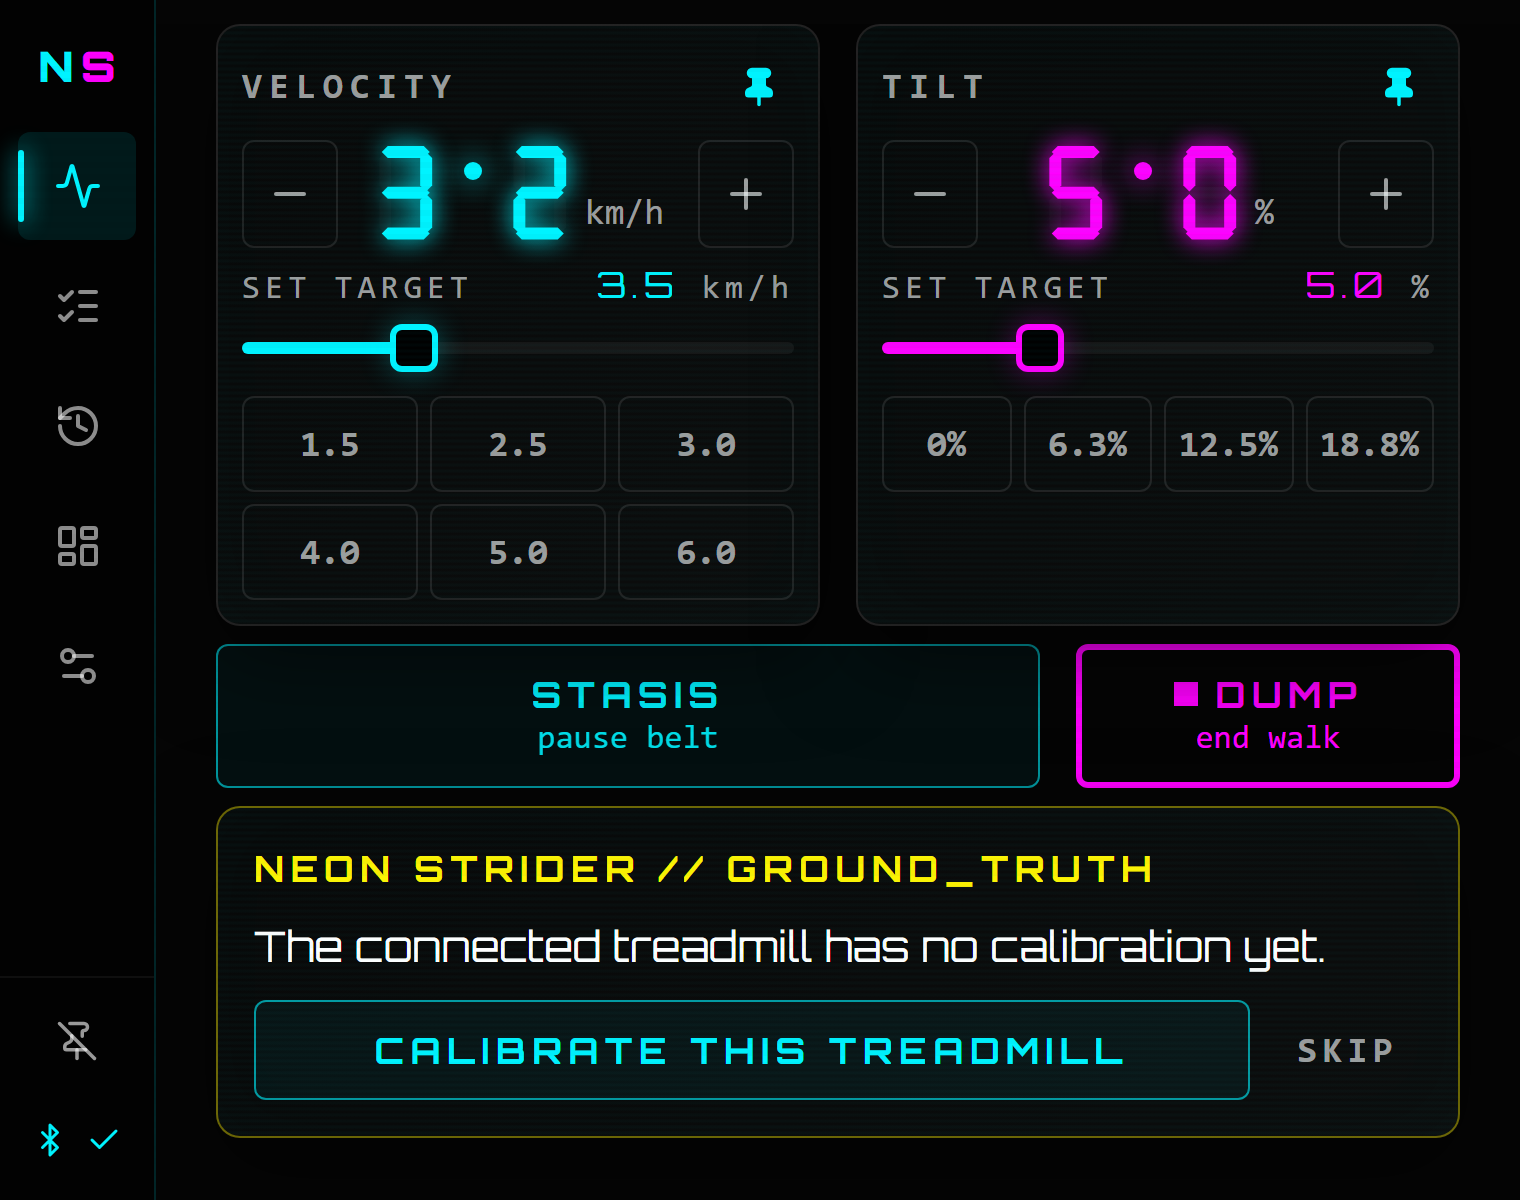 NS
VELOCITY
3.2 km/h
SET TARGET 3.5 km/h
1.5 2.5 3.0
4.0 5.0 6.0
TILT
5.0 %
SET TARGET 5.0 %
0% 6.3% 12.5% 18.8%
STASIS
pause belt
DUMP
end walk
NEON STRIDER // GROUND_TRUTH
The connected treadmill has no calibration yet.
CALIBRATE THIS TREADMILL
SKIP